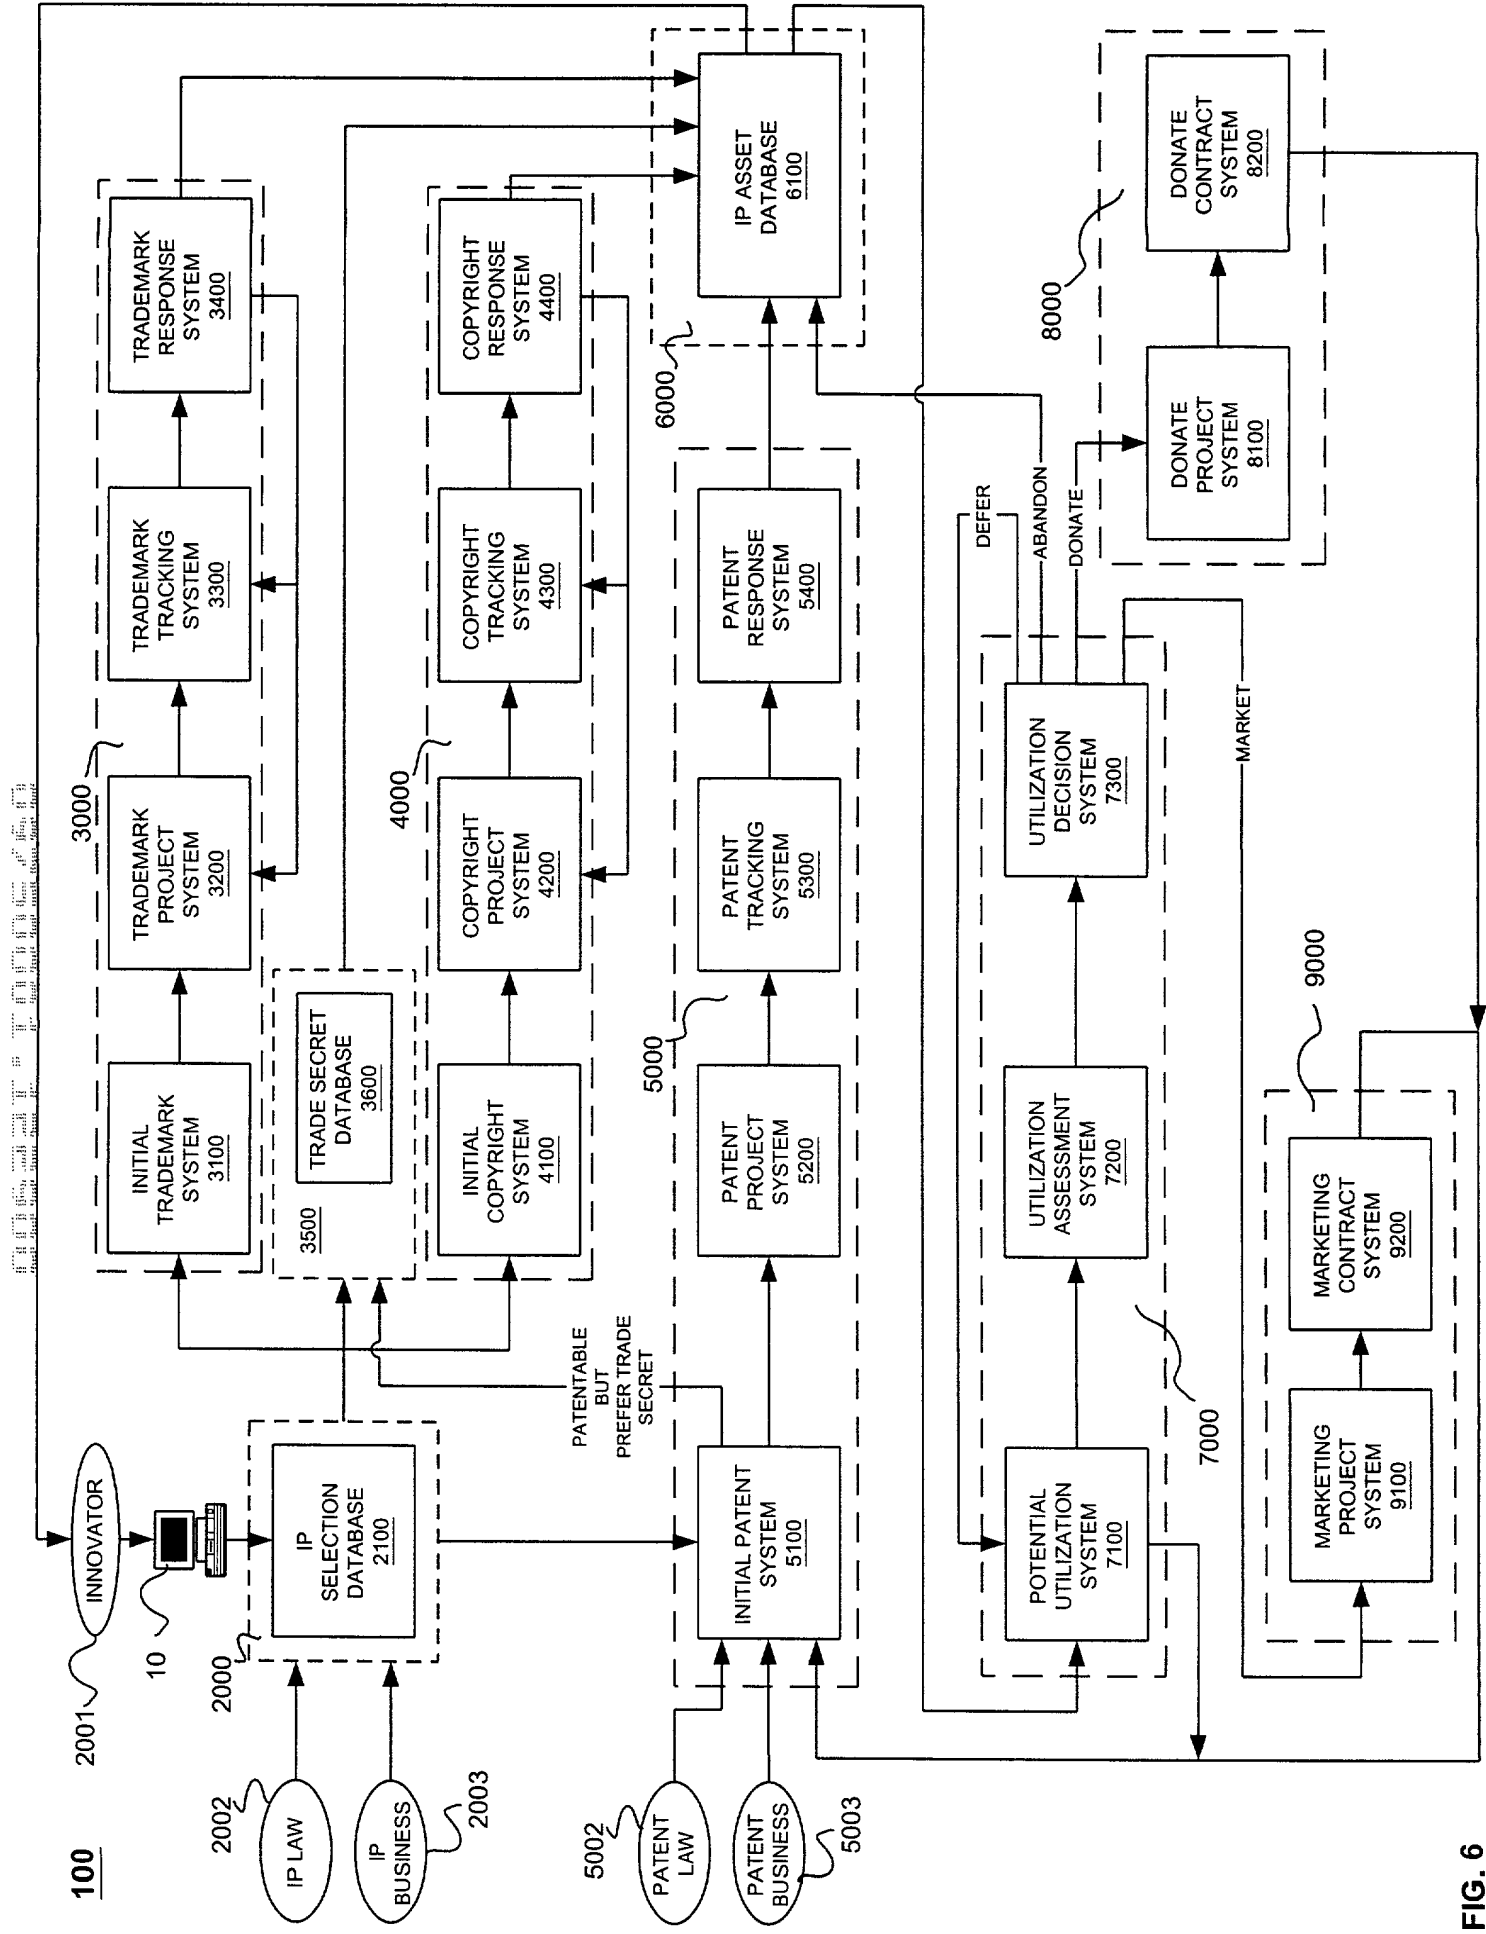 100
2001
INNOVATOR
10
2002
IP LAW
IP
BUSINESS
2003
2000
IP
SELECTION
DATABASE
2100
3000
INITIAL
TRADEMARK
SYSTEM
3100
TRADEMARK
PROJECT
SYSTEM
3200
TRADEMARK
TRACKING
SYSTEM
3300
TRADEMARK
RESPONSE
SYSTEM
3400
3500
TRADE SECRET
DATABASE
3600
4000
INITIAL
COPYRIGHT
SYSTEM
4100
COPYRIGHT
PROJECT
SYSTEM
4200
COPYRIGHT
TRACKING
SYSTEM
4300
COPYRIGHT
RESPONSE
SYSTEM
4400
PATENTABLE
BUT
PREFER TRADE
SECRET
5002
PATENT
LAW
PATENT
BUSINESS
5003
5000
INITIAL PATENT
SYSTEM
5100
PATENT
PROJECT
SYSTEM
5200
PATENT
TRACKING
SYSTEM
5300
PATENT
RESPONSE
SYSTEM
5400
6000
IP ASSET
DATABASE
6100
7000
POTENTIAL
UTILIZATION
SYSTEM
7100
UTILIZATION
ASSESSMENT
SYSTEM
7200
UTILIZATION
DECISION
SYSTEM
7300
DEFER
ABANDON
DONATE
MARKET
8000
DONATE
PROJECT
SYSTEM
8100
DONATE
CONTRACT
SYSTEM
8200
9000
MARKETING
PROJECT
SYSTEM
9100
MARKETING
CONTRACT
SYSTEM
9200
FIG. 6